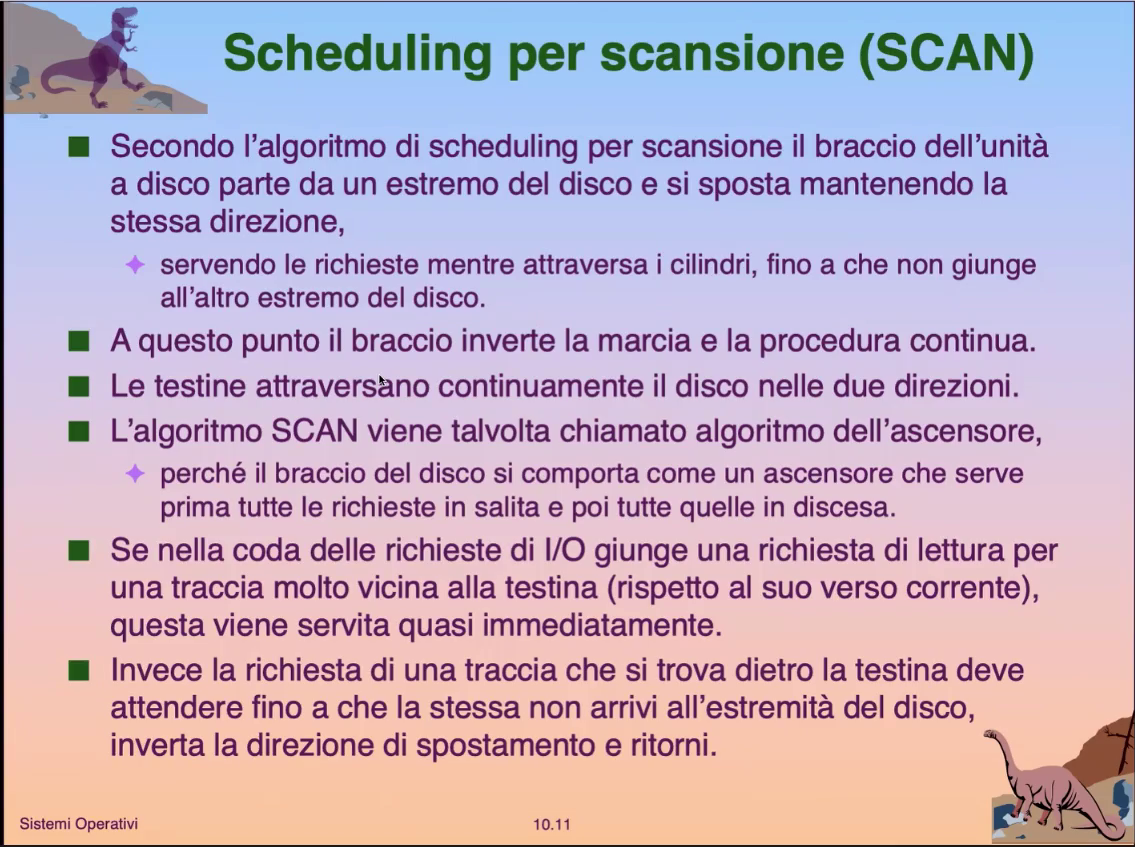 Scheduling per scansione (SCAN)
Secondo l'algoritmo di scheduling per scansione il braccio dell'unità
a disco parte da un estremo del disco e si sposta mantenendo la
stessa direzione,
servendo le richieste mentre attraversa i cilindri, fino a che non giunge
all'altro estremo del disco.
A questo punto il braccio inverte la marcia e la procedura continua.
Le testine attraversano continuamente il disco nelle due direzioni.
L'algoritmo SCAN viene talvolta chiamato algoritmo dell'ascensore,
perché il braccio del disco si comporta come un ascensore che serve
prima tutte le richieste in salita e poi tutte quelle in discesa.
Se nella coda delle richieste di I/O giunge una richiesta di lettura per
una traccia molto vicina alla testina (rispetto al suo verso corrente),
questa viene servita quasi immediatamente.
Invece la richiesta di una traccia che si trova dietro la testina deve
attendere fino a che la stessa non arrivi all'estremità del disco,
inverta la direzione di spostamento e ritorni.
Sistemi Operativi
10.11